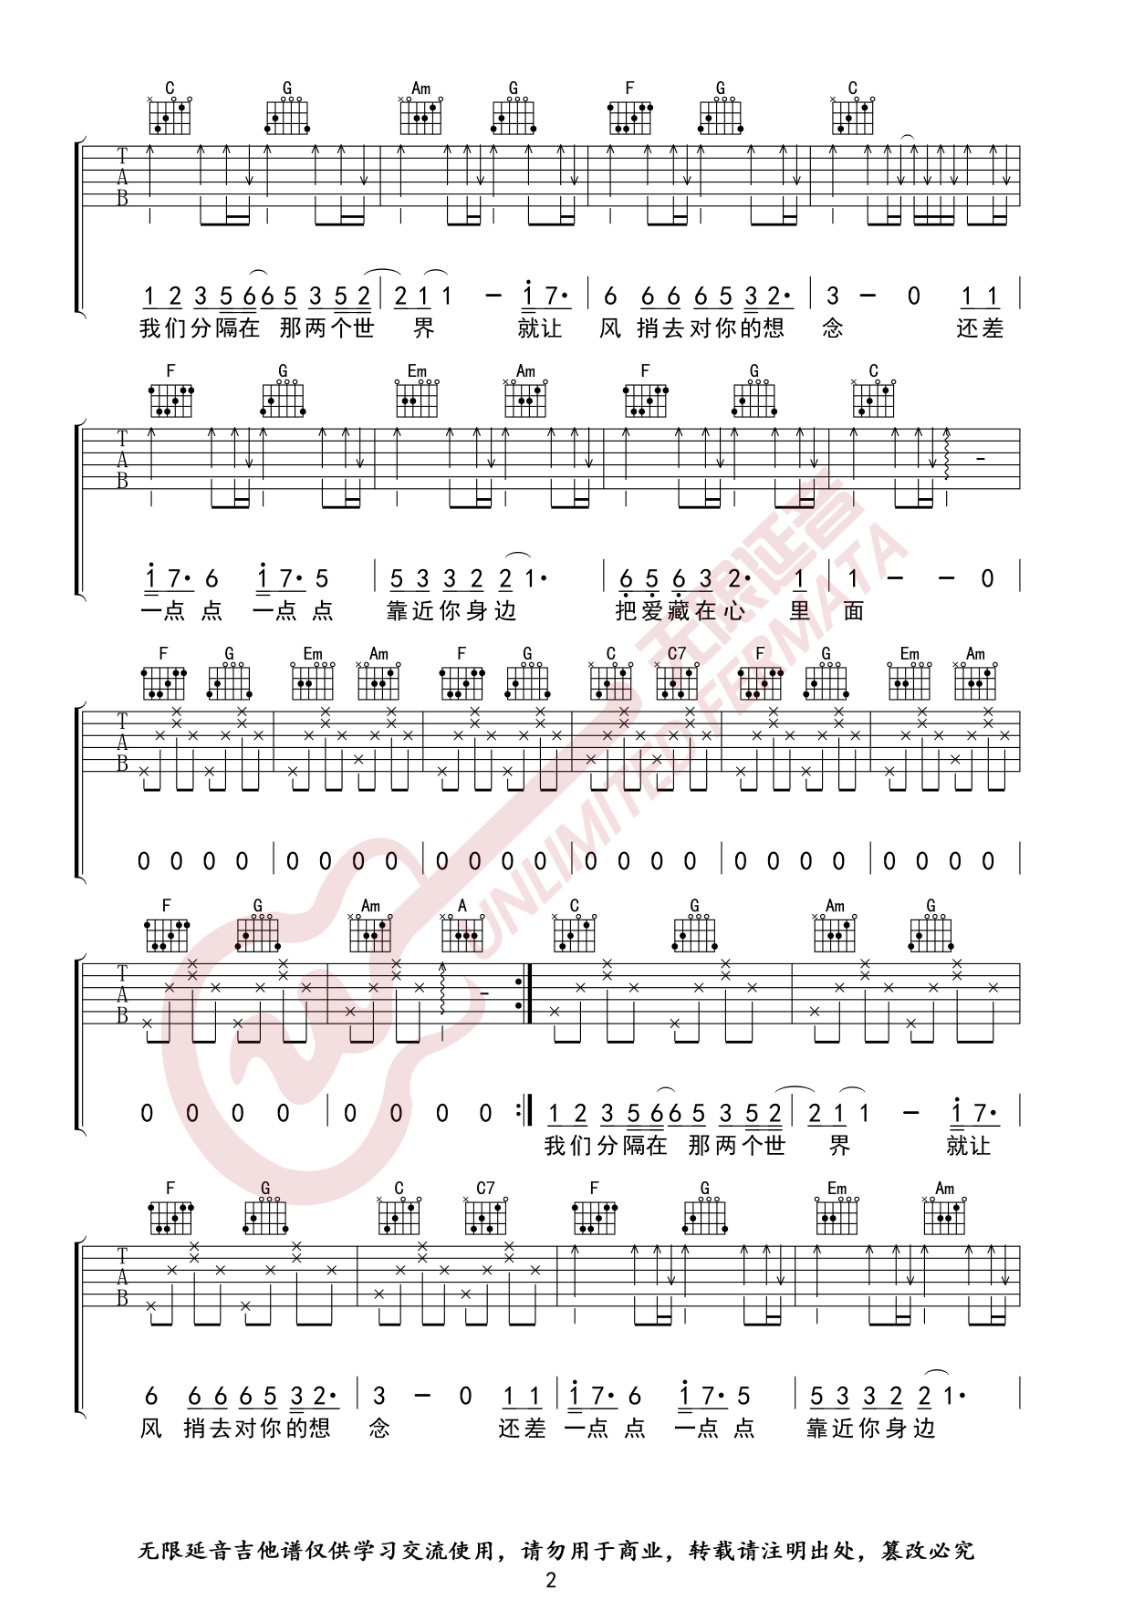 C G Am G F G C
T
A
B
1 2 3 5 6 6 5 3 5 2 2 1 1 - 1 7· 6 6 6 6 5 3 2· 3 - 0 1 1
我们分隔在 那两个世 界 就让 风 捎去对你的想 念 还差
F G Em Am F G C
T
A
B
-
1 7· 6 1 7· 5 5 3 3 2 2 1· 6 5 6 3 2· 1 1 - - 0
一点点 一点点 靠近你身边 把爱藏在心 里 面
F G Em Am F G C C7 F G Em Am
T
A
B
0 0 0 0 0 0 0 0 0 0 0 0 0 0 0 0 0 0 0 0 0 0 0 0
F G Am A C G Am G
T
A
B
-
0 0 0 0 0 0 0 0 1 2 3 5 6 6 5 3 5 2 2 1 1 - 1 7·
我们分隔在 那两个世 界 就让
F G C C7 F G Em Am
T
A
B
6 6 6 6 5 3 2· 3 - 0 1 1 1 7· 6 1 7· 5 5 3 3 2 2 1·
风 捎去对你的想 念 还差 一点点 一点点 靠近你身边
无限延音
UNLIMITED FERMATA
无限延音吉他谱仅供学习交流使用，请勿用于商业，转载请注明出处，篡改必究
2